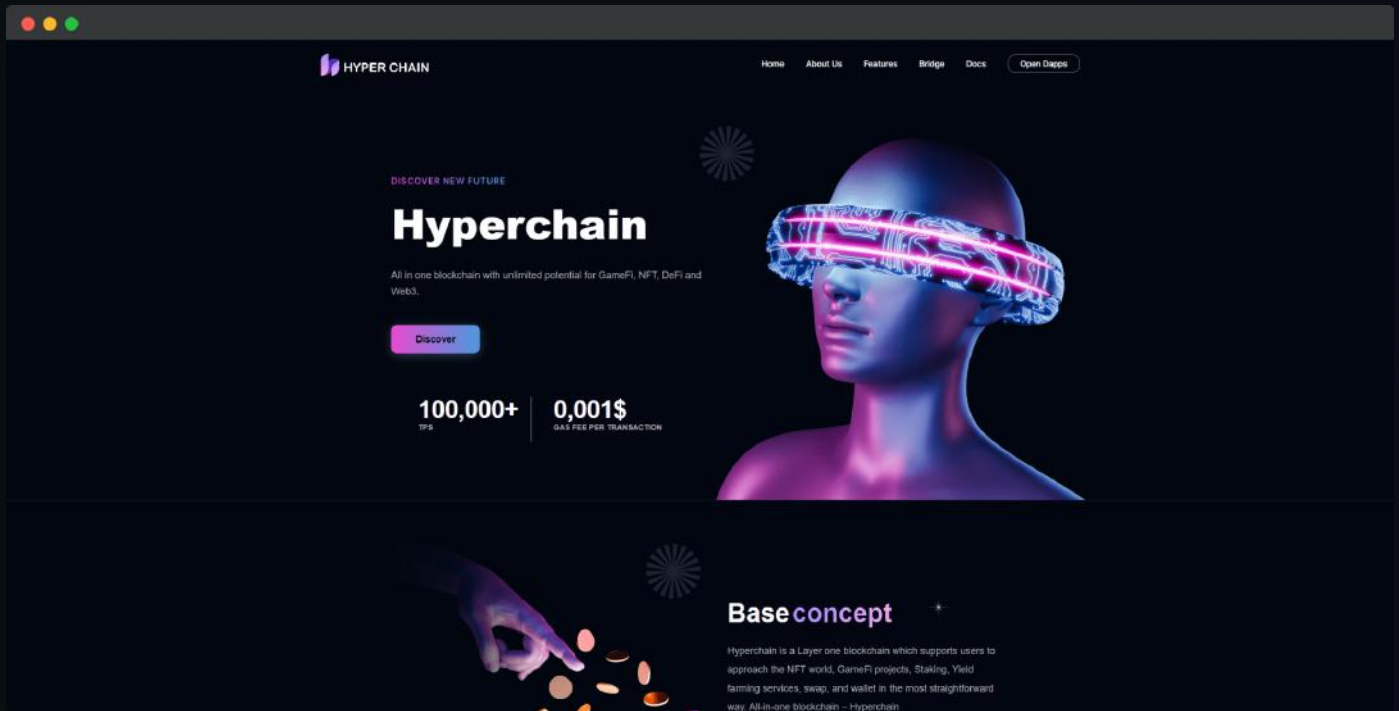 HYPER CHAIN
Home About Us Features Bridge Docs Open Dapps
DISCOVER NEW FUTURE
Hyperchain
All in one blockchain with unlimited potential for GameFi, NFT, DeFi and
Web3.
Discover
100,000+ 0,001$
TPS GAS FEE PER TRANSACTION
Base concept
Hyperchain is a Layer one blockchain which supports users to
approach the NFT world, GameFi projects, Staking, Yield
farming services, swap, and wallet in the most straightforward
way. All-in-one blockchain – Hyperchain